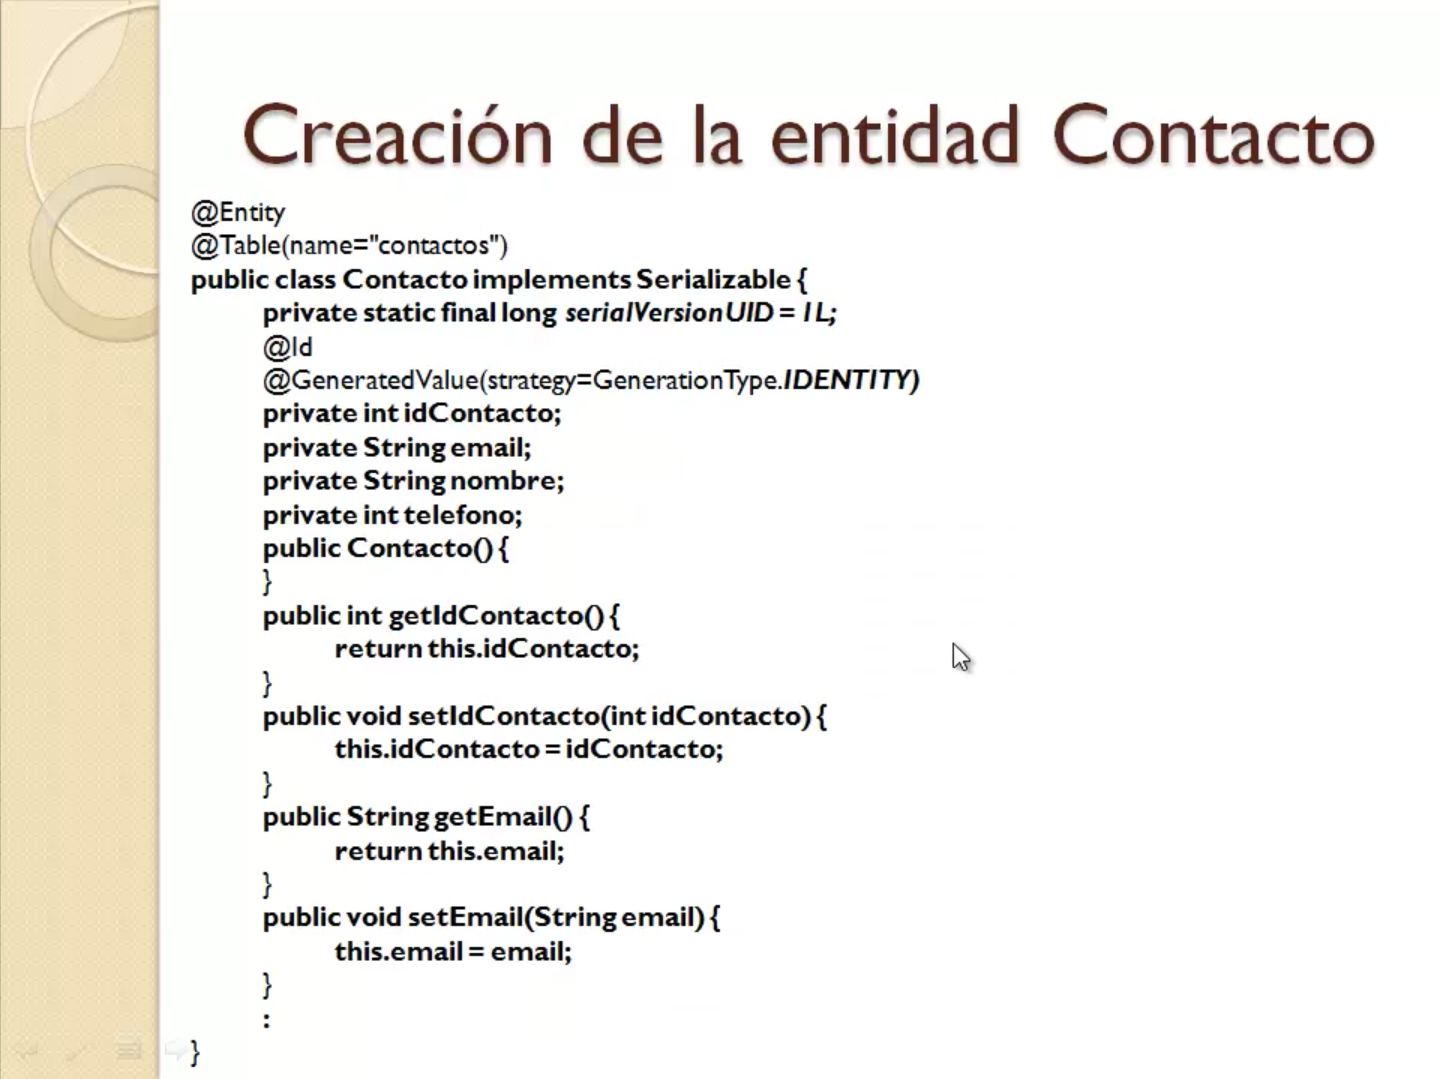 Creación de la entidad Contacto
@Entity
@Table(name="contactos")
public class Contacto implements Serializable {
private static final long serialVersionUID = 1L;
@Id
@GeneratedValue(strategy=GenerationType.IDENTITY)
private int idContacto;
private String email;
private String nombre;
private int telefono;
public Contacto() {
}
public int getIdContacto() {
return this.idContacto;
}
public void setIdContacto(int idContacto) {
this.idContacto = idContacto;
}
public String getEmail() {
return this.email;
}
public void setEmail(String email) {
this.email = email;
}
:
}